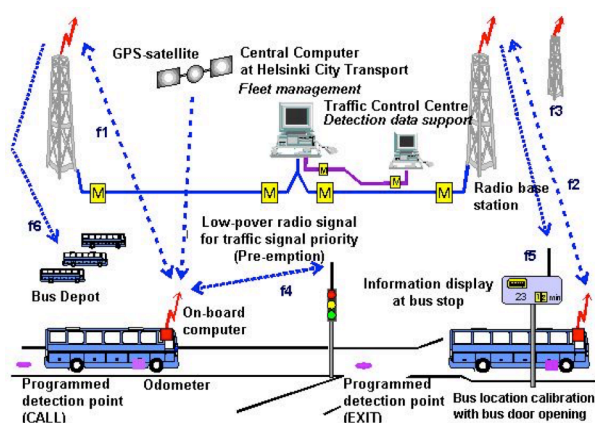 GPS-satellite
Central Computer
at Helsinki City Transport
Fleet management
Traffic Control Centre
Detection data support
f3
f1
M
M
M
M
M
M
Radio base
station
f2
f6
Low-pover radio signal
for traffic signal priority
(Pre-emption)
f4
f5
Information display
at bus stop
23 12 min
Bus Depot
On-board
computer
Programmed
detection point
(CALL)
Odometer
Programmed
detection point
(EXIT)
Bus location calibration
with bus door opening